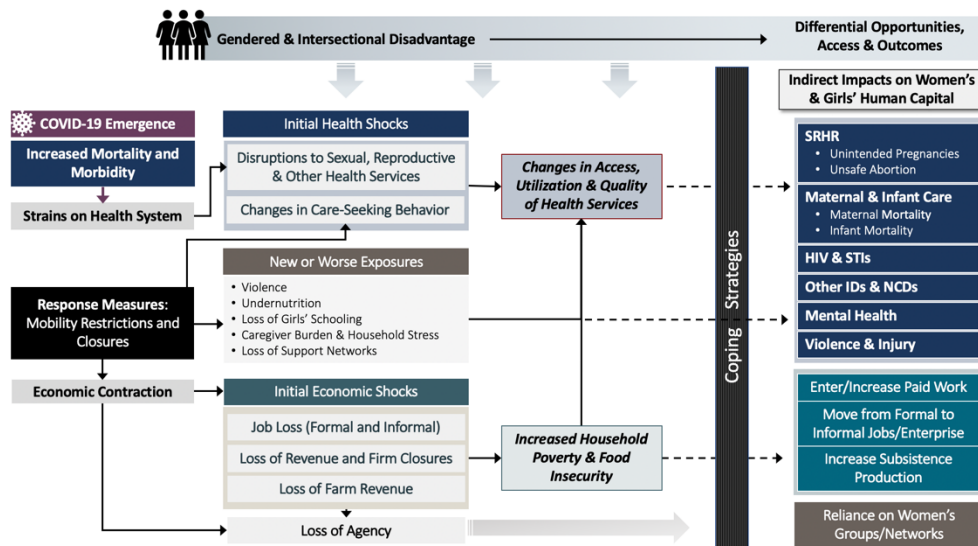 Gendered & Intersectional Disadvantage
Differential Opportunities,
Access & Outcomes
Indirect Impacts on Women's
& Girls' Human Capital
COVID-19 Emergence
Increased Mortality and
Morbidity
Strains on Health System
Response Measures:
Mobility Restrictions and
Closures
Economic Contraction
Initial Health Shocks
Disruptions to Sexual, Reproductive
& Other Health Services
Changes in Care-Seeking Behavior
New or Worse Exposures
• Violence
• Undernutrition
• Loss of Girls' Schooling
• Caregiver Burden & Household Stress
• Loss of Support Networks
Initial Economic Shocks
Job Loss (Formal and Informal)
Loss of Revenue and Firm Closures
Loss of Farm Revenue
Loss of Agency
Changes in Access,
Utilization & Quality
of Health Services
Increased Household
Poverty & Food
Insecurity
Coping Strategies
SRHR
• Unintended Pregnancies
• Unsafe Abortion
Maternal & Infant Care
• Maternal Mortality
• Infant Mortality
HIV & STIs
Other IDs & NCDs
Mental Health
Violence & Injury
Enter/Increase Paid Work
Move from Formal to
Informal Jobs/Enterprise
Increase Subsistence
Production
Reliance on Women's
Groups/Networks